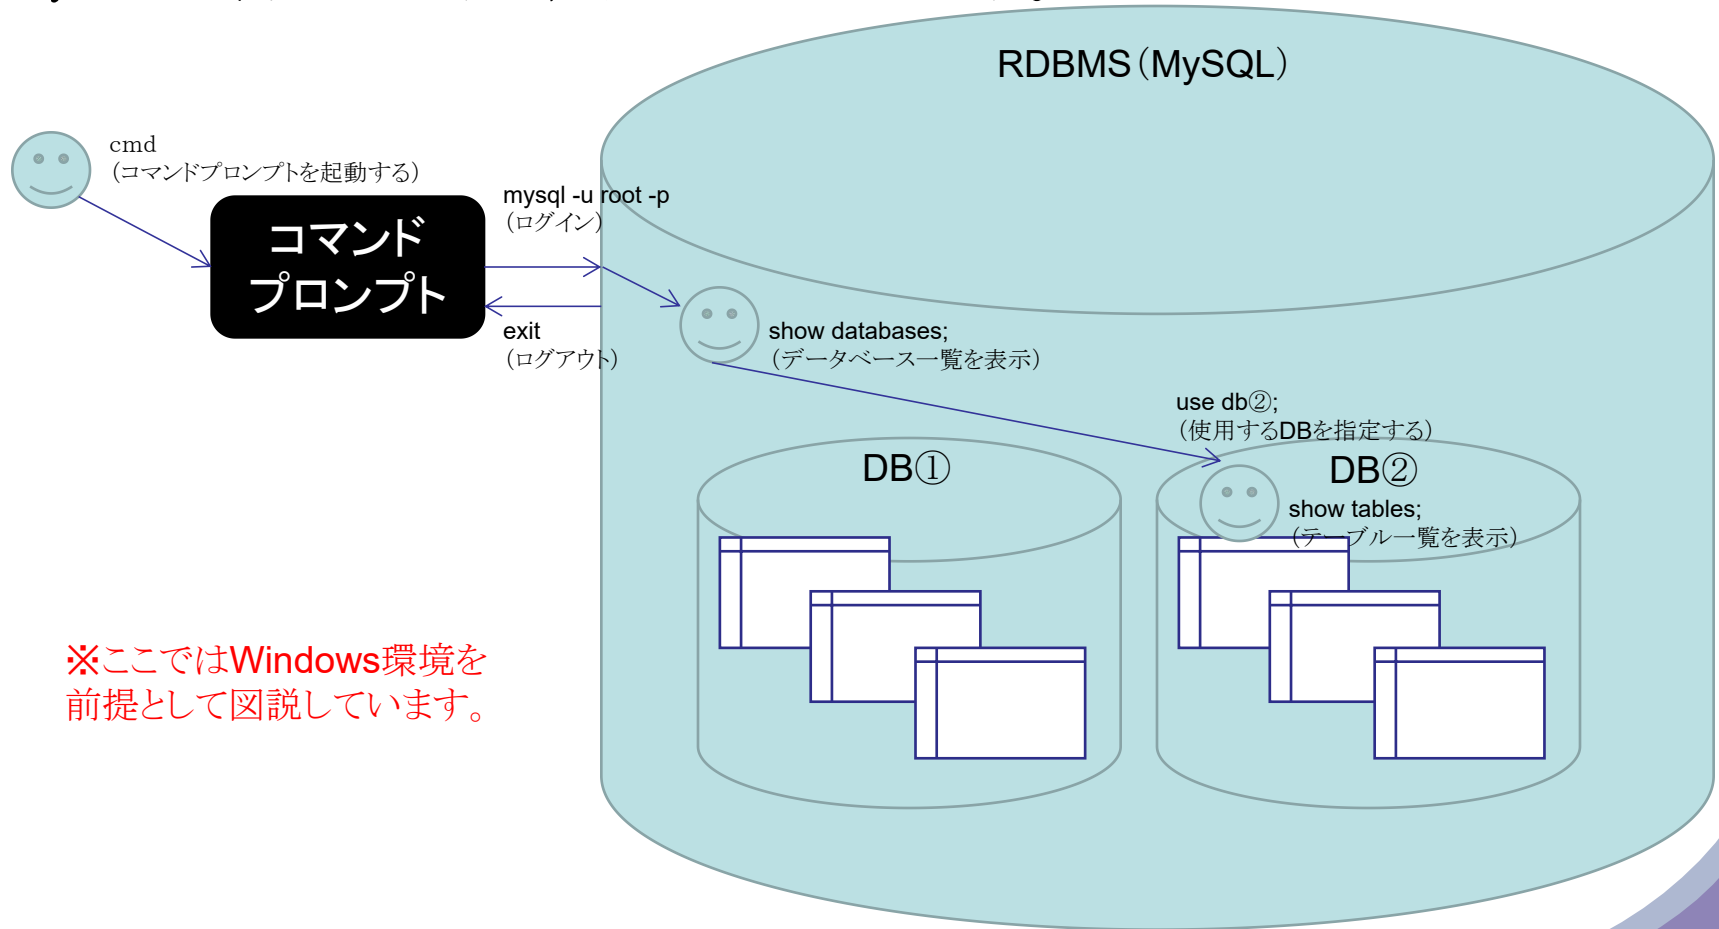 RDBMS（MySQL）
cmd
（コマンドプロンプトを起動する）
コマンド
プロンプト
mysql -u root -p
（ログイン）
exit
（ログアウト）
show databases;
（データベース一覧を表示）
use db②;
（使用するDBを指定する）
DB①
DB②
show tables;
（テーブル一覧を表示）
※ここではWindows環境を
前提として図説しています。